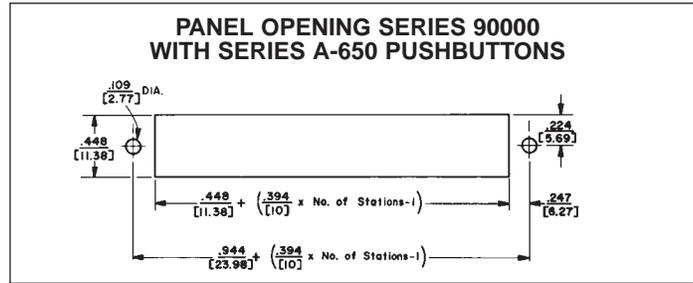 PANEL OPENING SERIES 90000
WITH SERIES A-650 PUSHBUTTONS
.109 DIA.
[2.77]
.448
[11.38]
.224
[5.69]
.448 + (.394 x No. of Stations-1)
[11.38] [10]
.247
[6.27]
.944 + (.394 x No. of Stations-1)
[23.98] [10]